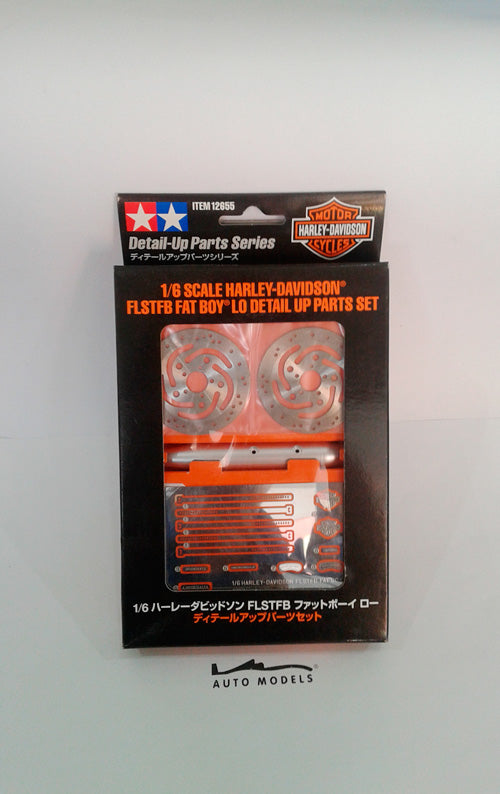 ITEM 12655
Detail-Up Parts Series
ディテールアップパーツシリーズ
MOTOR
HARLEY-DAVIDSON
CYCLES
1/6 SCALE HARLEY-DAVIDSON®
FLSTFB FAT BOY® LO DETAIL UP PARTS SET
1/6 HARLEY-DAVIDSON FLSTFB FAT BOY
1/6 ハーレーダビッドソン FLSTFB ファットボーイ ロー
ディテールアップパーツセット
AUTO MODELS